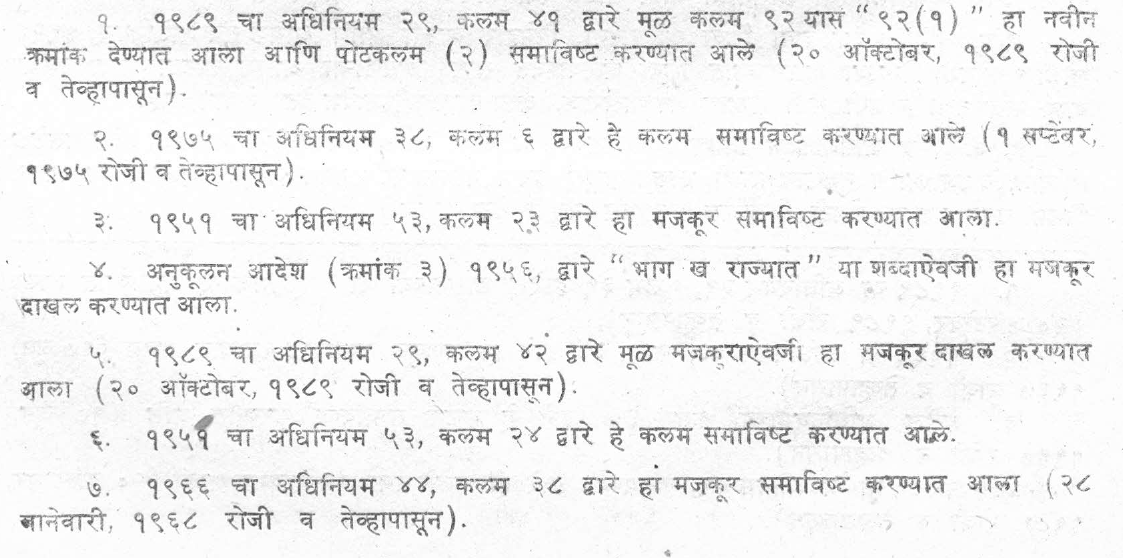 १. १९८९ चा अधिनियम २९, कलम ४१ द्वारे मूळ कलम ९२ यास “९२(१)” हा नवीन
क्रमांक देण्यात आला आणि पोटकलम (२) समाविष्ट करण्यात आले (२० ऑक्टोबर, १९८९ रोजी
व तेव्हापासून).
२. १९७५ चा अधिनियम ३८, कलम ६ द्वारे हे कलम समाविष्ट करण्यात आले (१ सप्टेंबर,
१९७५ रोजी व तेव्हापासून).
३. १९५१ चा अधिनियम ५३, कलम २३ द्वारे हा मजकूर समाविष्ट करण्यात आला.
४. अनुकूलन आदेश (क्रमांक ३) १९५६, द्वारे “भाग ख राज्यात” या शब्दाऐवजी हा मजकूर
दाखल करण्यात आला.
५. १९८९ चा अधिनियम २९, कलम ४२ द्वारे मूळ मजकुराऐवजी हा मजकूर दाखल करण्यात
आला (२० ऑक्टोबर, १९८९ रोजी व तेव्हापासून).
६. १९५१ चा अधिनियम ५३, कलम २४ द्वारे हे कलम समाविष्ट करण्यात आले.
७. १९६६ चा अधिनियम ४४, कलम ३८ द्वारे हा मजकूर समाविष्ट करण्यात आला (२८
जानेवारी, १९६८ रोजी व तेव्हापासून).